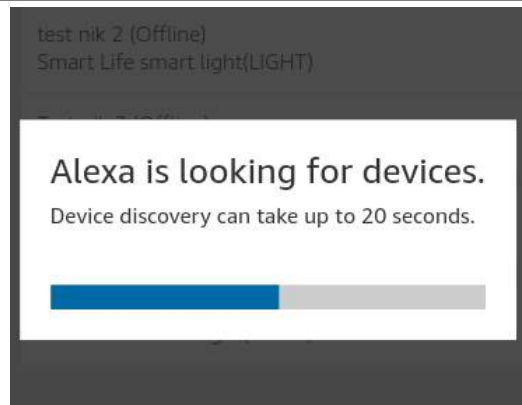 test nik 2 (Offline)
Smart Life smart light(LIGHT)
Alexa is looking for devices.
Device discovery can take up to 20 seconds.